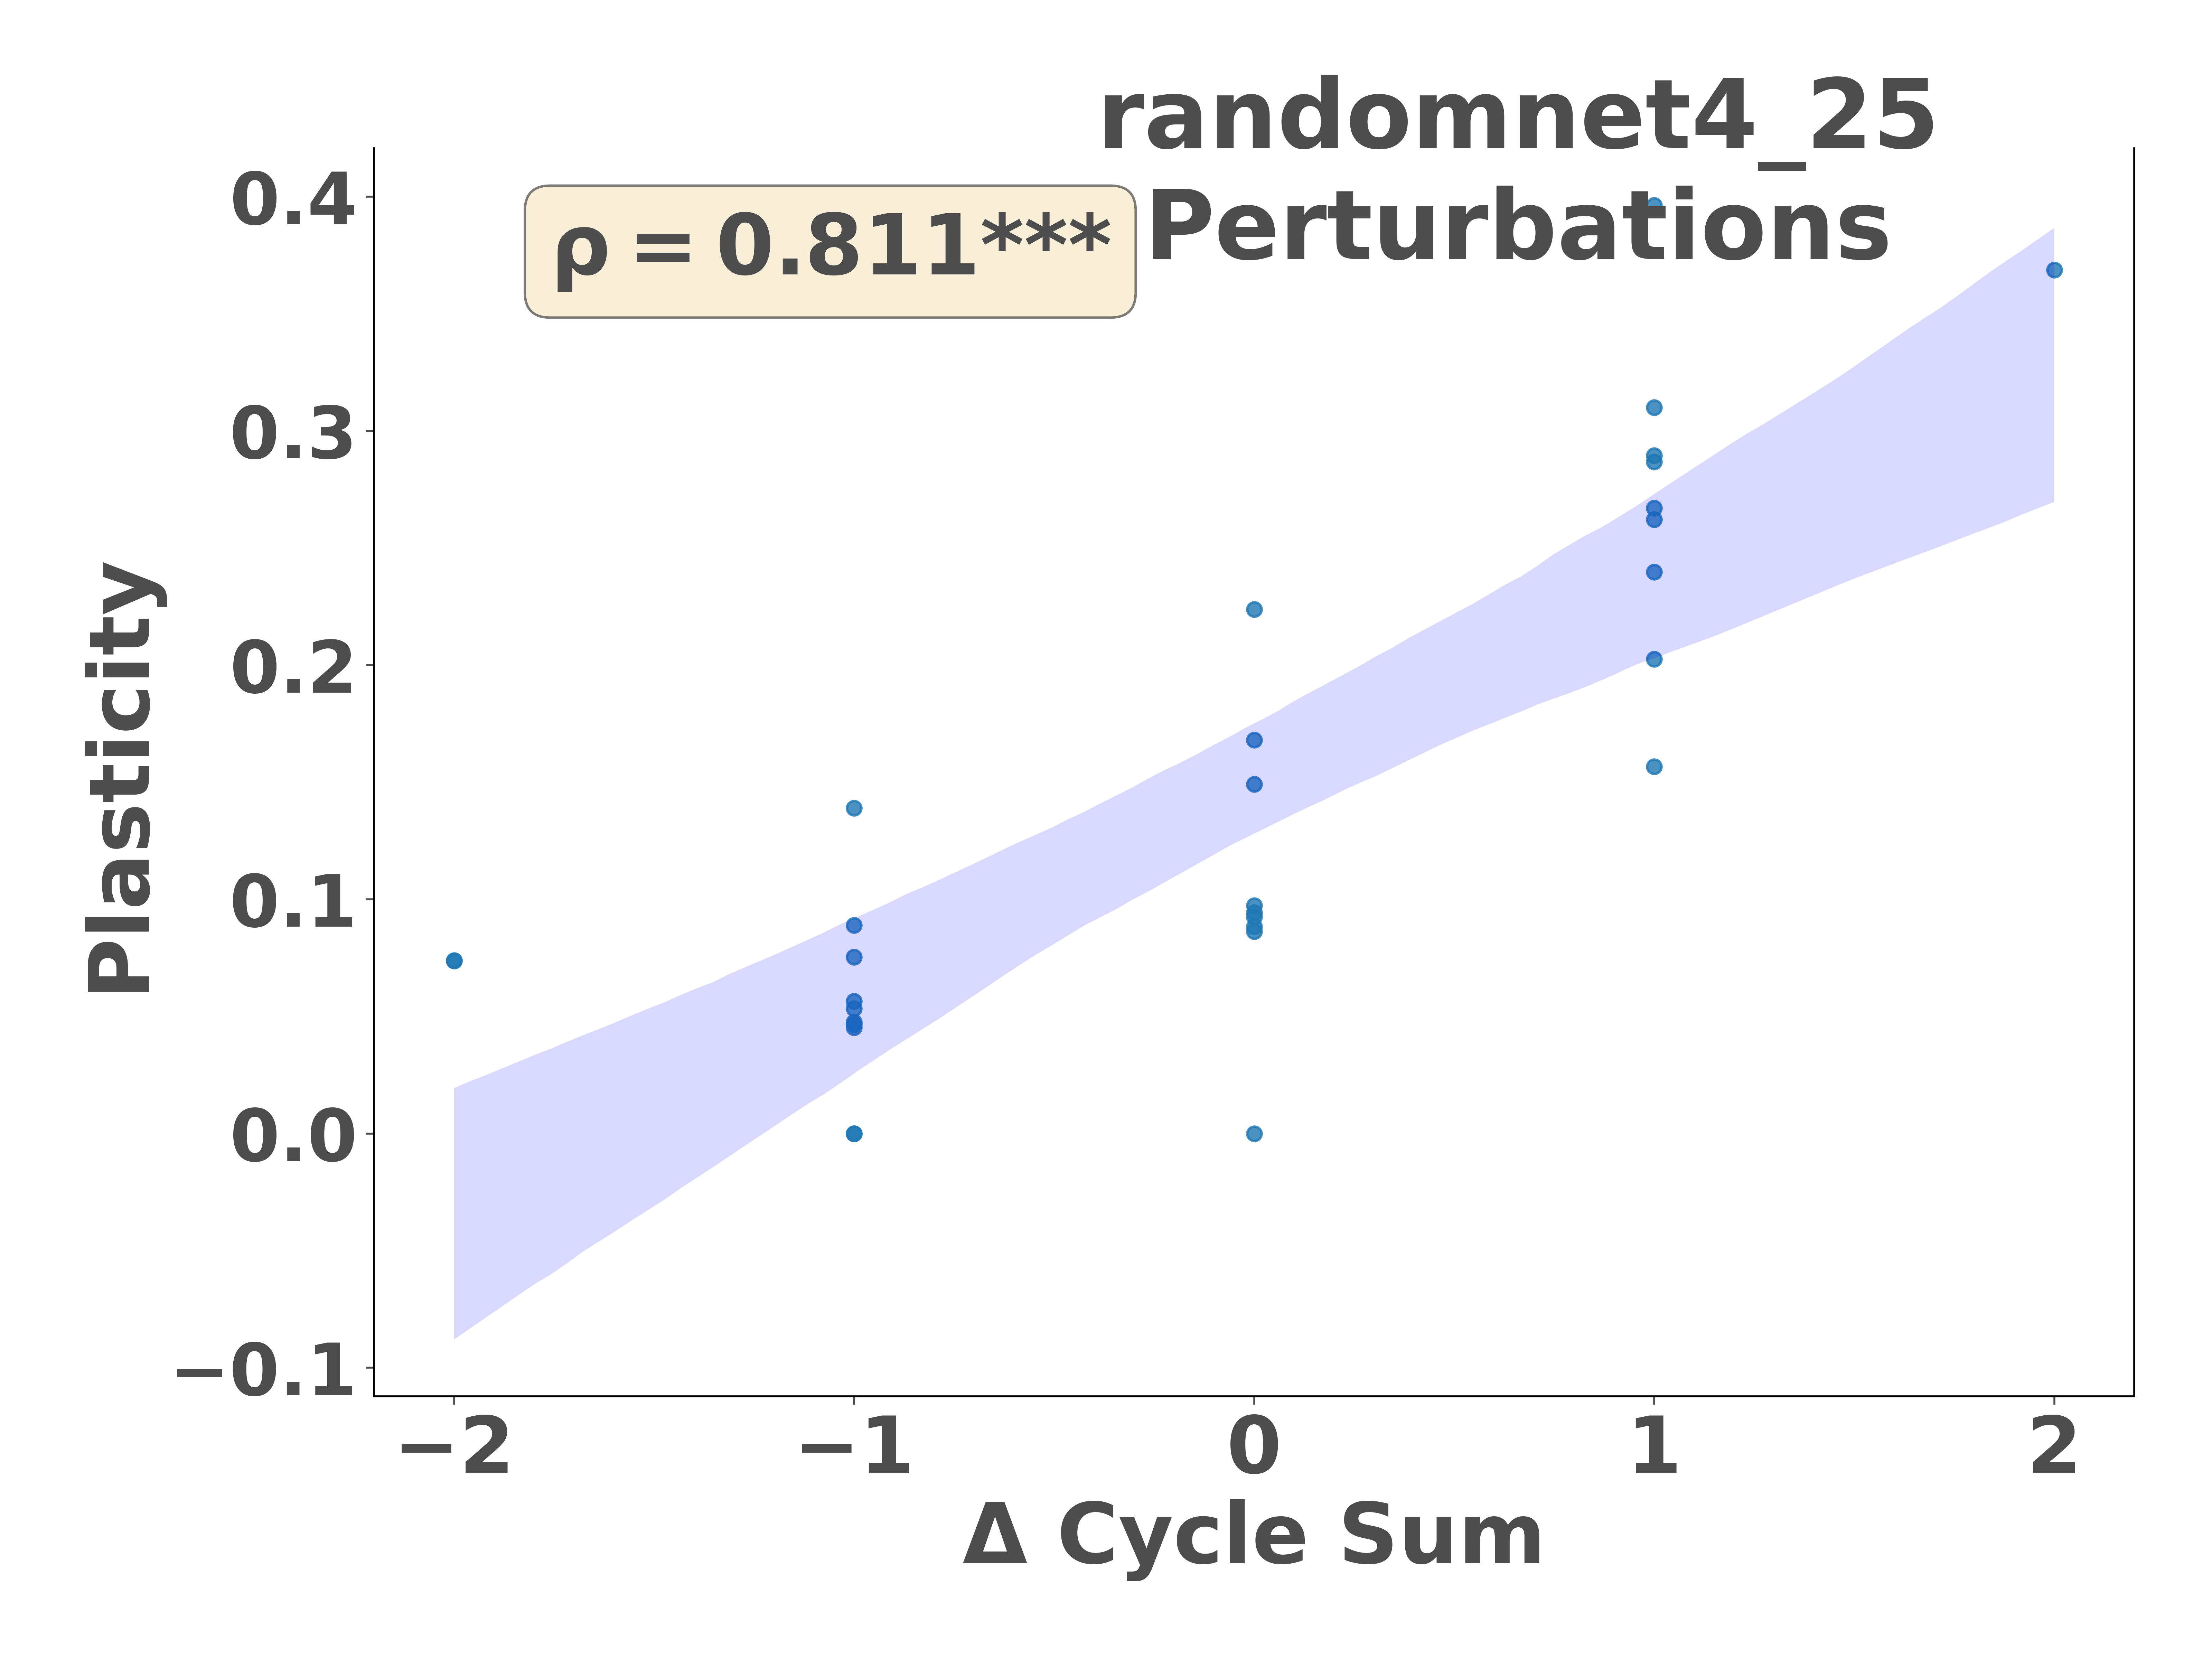 randomnet4_25
Perturbations
ρ = 0.811***
Plasticity
0.4
0.3
0.2
0.1
0.0
−0.1
−2 −1 0 1 2
Δ Cycle Sum